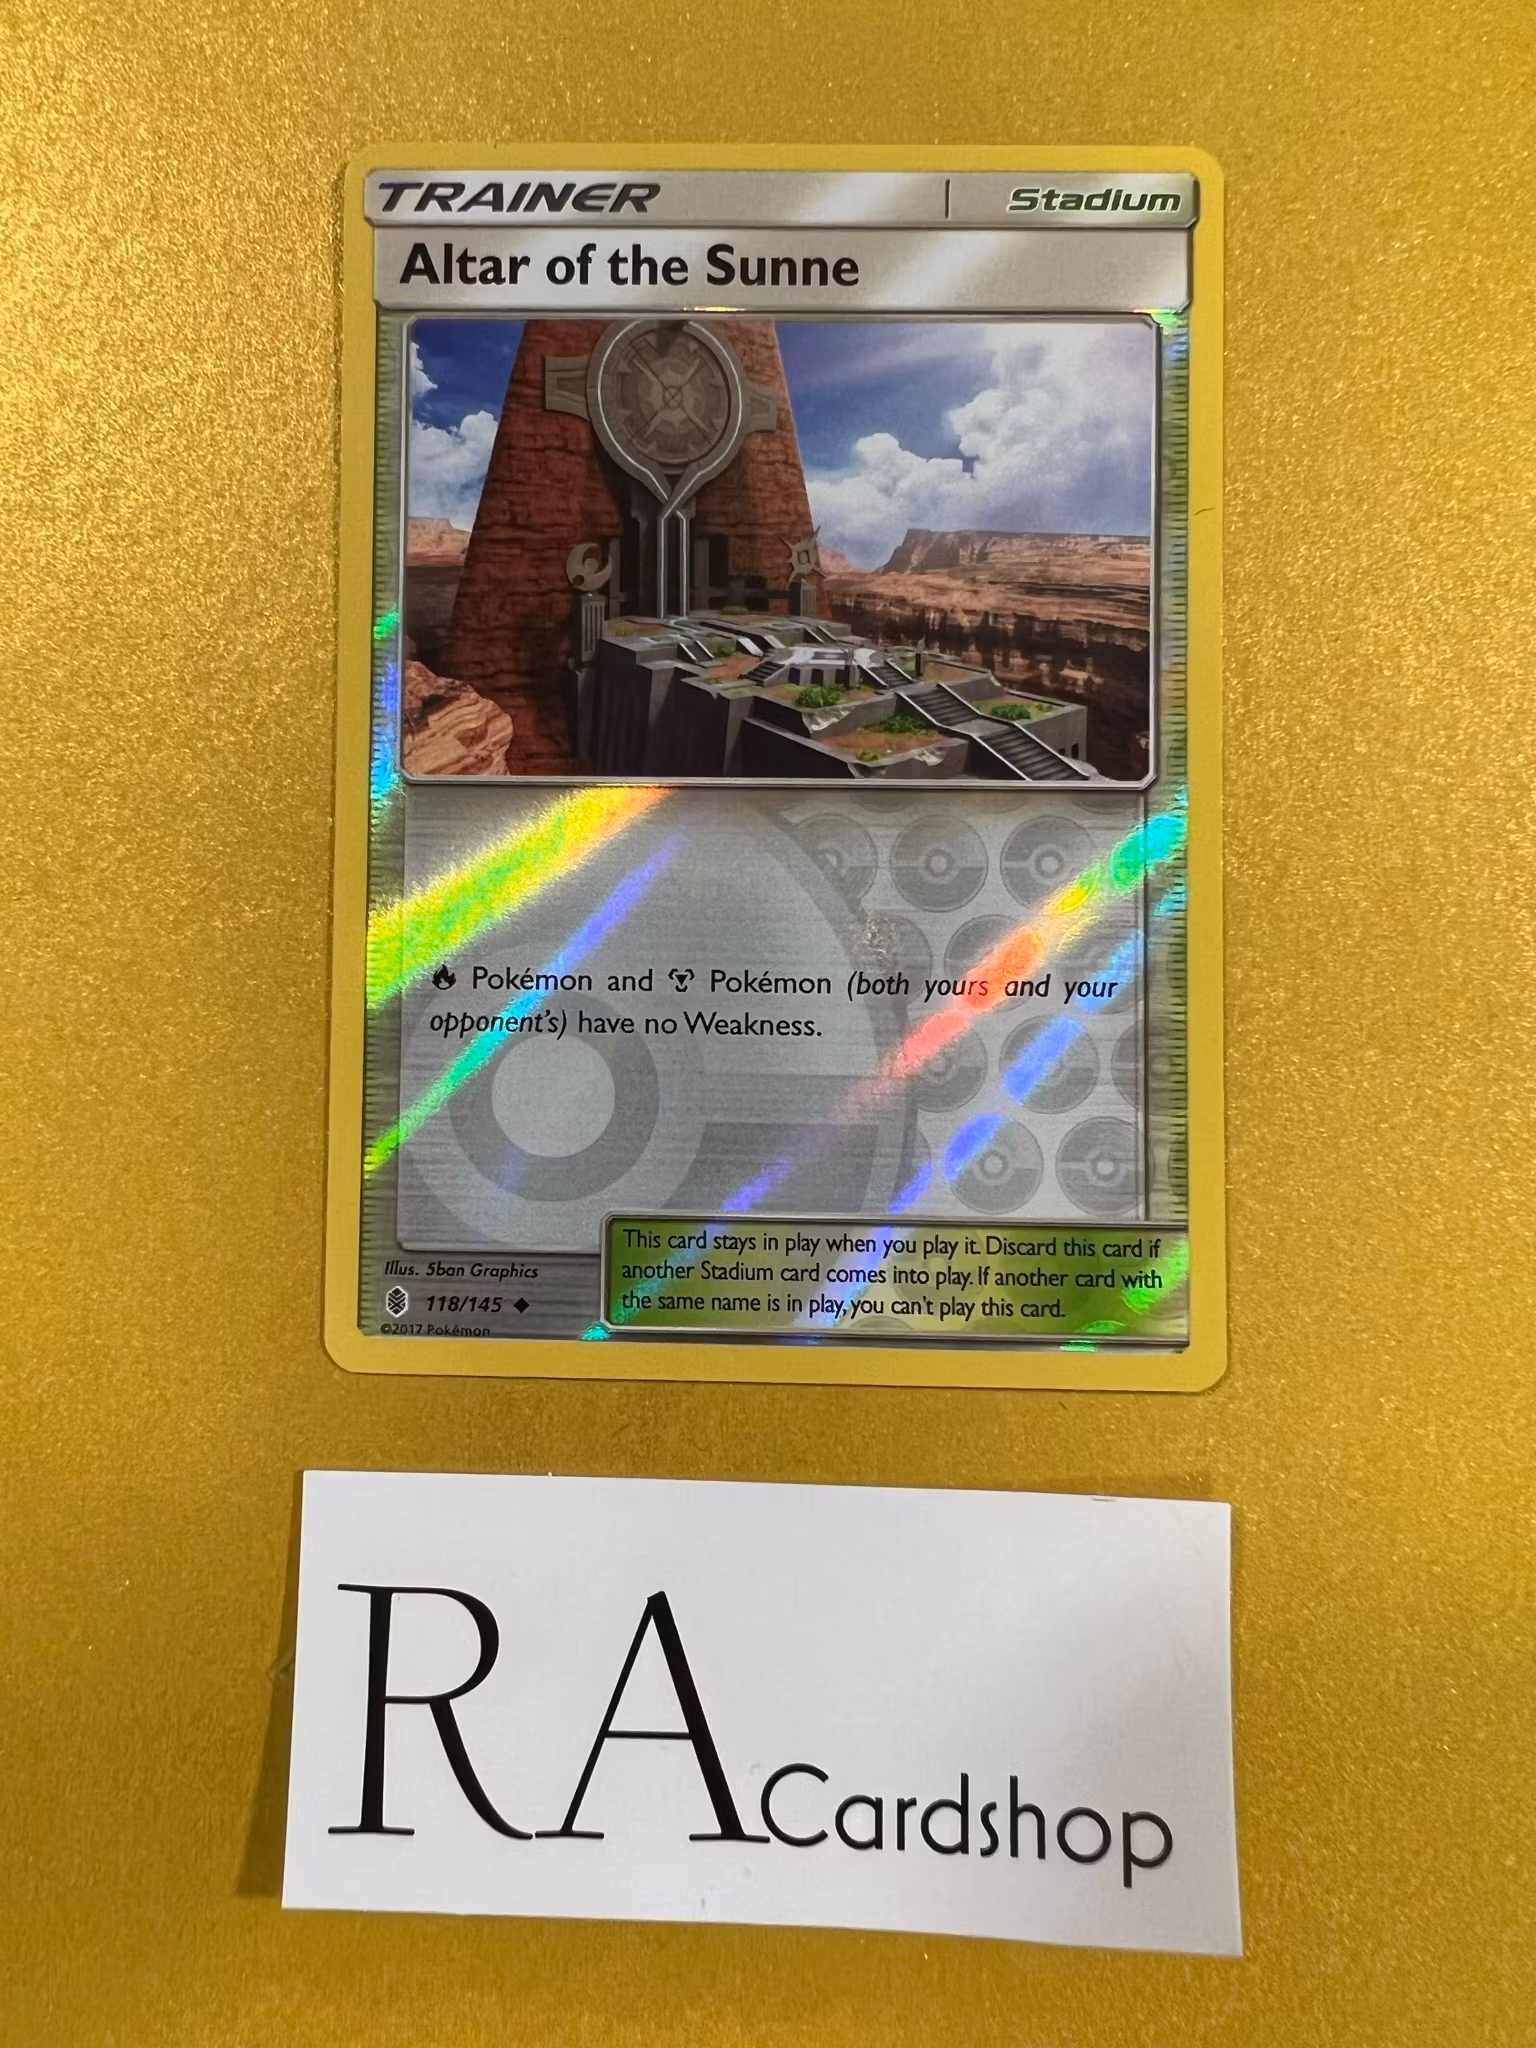 TRAINER Stadium
Altar of the Sunne
Pokémon and Pokémon (both yours and your
opponent's) have no Weakness.
This card stays in play when you play it. Discard this card if
another Stadium card comes into play. If another card with
the same name is in play, you can't play this card.
Illus. 5ban Graphics
118/145
©2017 Pokémon
RA Cardshop